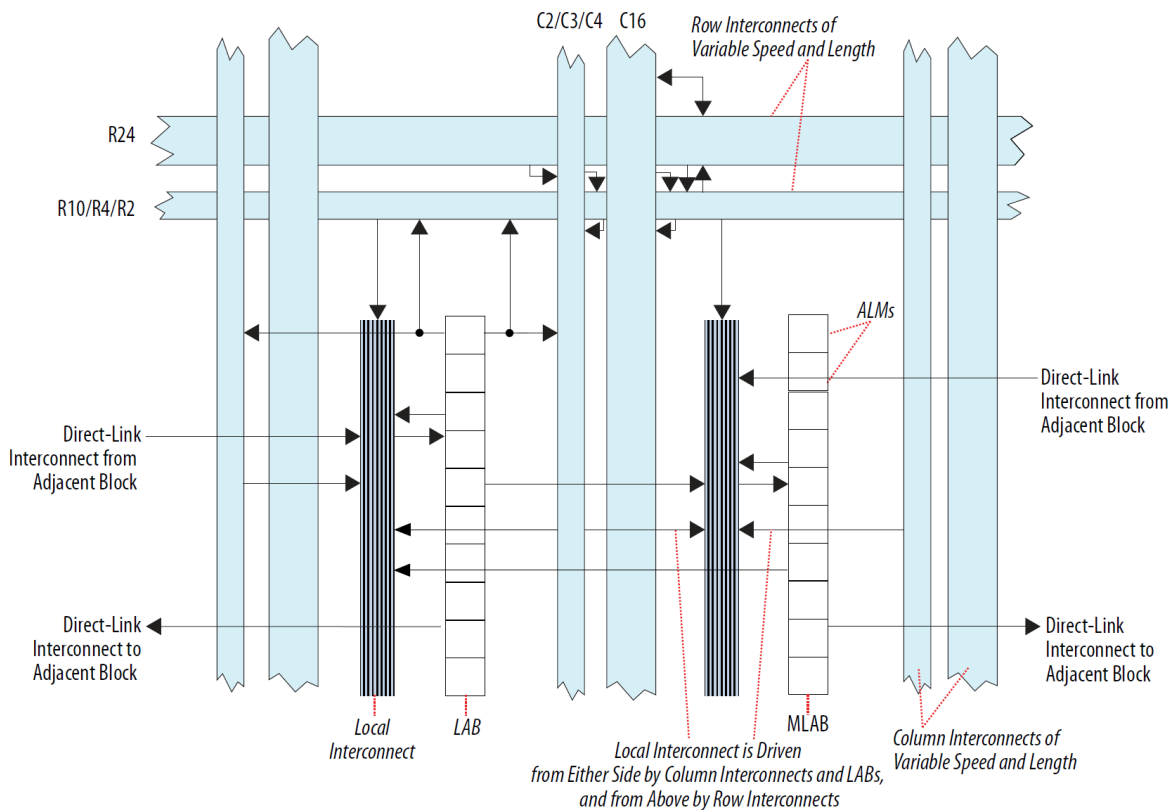 C2/C3/C4 C16
Row Interconnects of
Variable Speed and Length
R24
R10/R4/R2
ALMs
Direct-Link
Interconnect from
Adjacent Block
Direct-Link
Interconnect from
Adjacent Block
Direct-Link
Interconnect to
Adjacent Block
Direct-Link
Interconnect to
Adjacent Block
Local
Interconnect
LAB
MLAB
Local Interconnect is Driven
from Either Side by Column Interconnects and LABs,
and from Above by Row Interconnects
Column Interconnects of
Variable Speed and Length